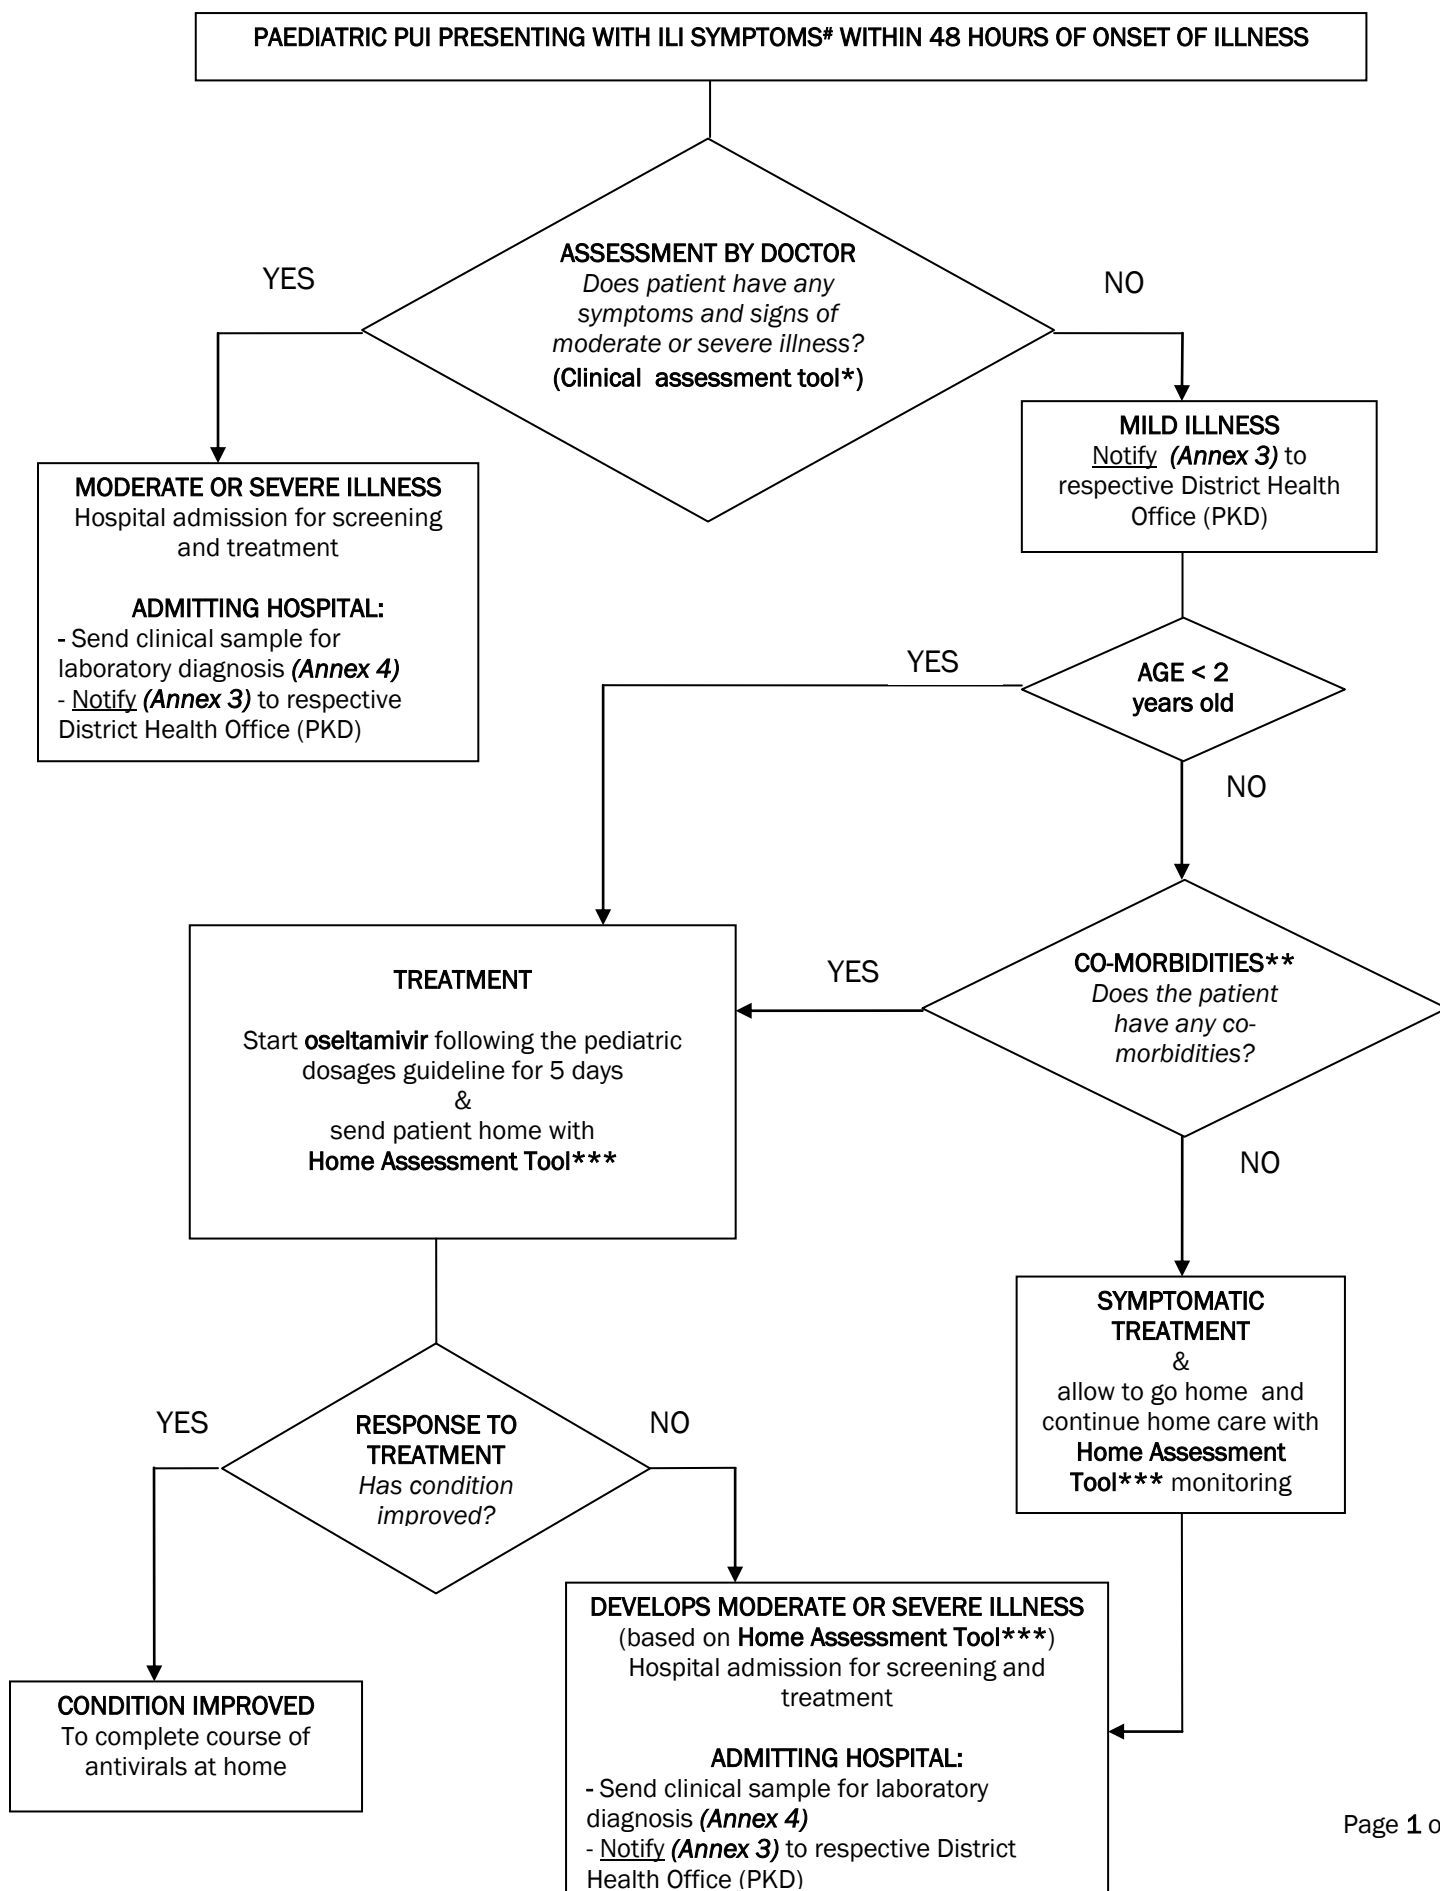 PAEDIATRIC PUI PRESENTING WITH ILI SYMPTOMS# WITHIN 48 HOURS OF ONSET OF ILLNESS
ASSESSMENT BY DOCTOR
Does patient have any
symptoms and signs of
moderate or severe illness?
(Clinical assessment tool*)
YES
NO
MODERATE OR SEVERE ILLNESS
Hospital admission for screening
and treatment
ADMITTING HOSPITAL:
- Send clinical sample for
laboratory diagnosis (Annex 4)
- Notify (Annex 3) to respective
District Health Office (PKD)
MILD ILLNESS
Notify (Annex 3) to
respective District Health
Office (PKD)
AGE < 2
years old
YES
NO
CO-MORBIDITIES**
Does the patient
have any co-
morbidities?
YES
NO
TREATMENT
Start oseltamivir following the pediatric
dosages guideline for 5 days
&
send patient home with
Home Assessment Tool***
SYMPTOMATIC
TREATMENT
&
allow to go home and
continue home care with
Home Assessment
Tool*** monitoring
RESPONSE TO
TREATMENT
Has condition
improved?
YES
NO
CONDITION IMPROVED
To complete course of
antivirals at home
DEVELOPS MODERATE OR SEVERE ILLNESS
(based on Home Assessment Tool***)
Hospital admission for screening and
treatment
ADMITTING HOSPITAL:
- Send clinical sample for laboratory
diagnosis (Annex 4)
- Notify (Annex 3) to respective District
Health Office (PKD)
Page 1 o